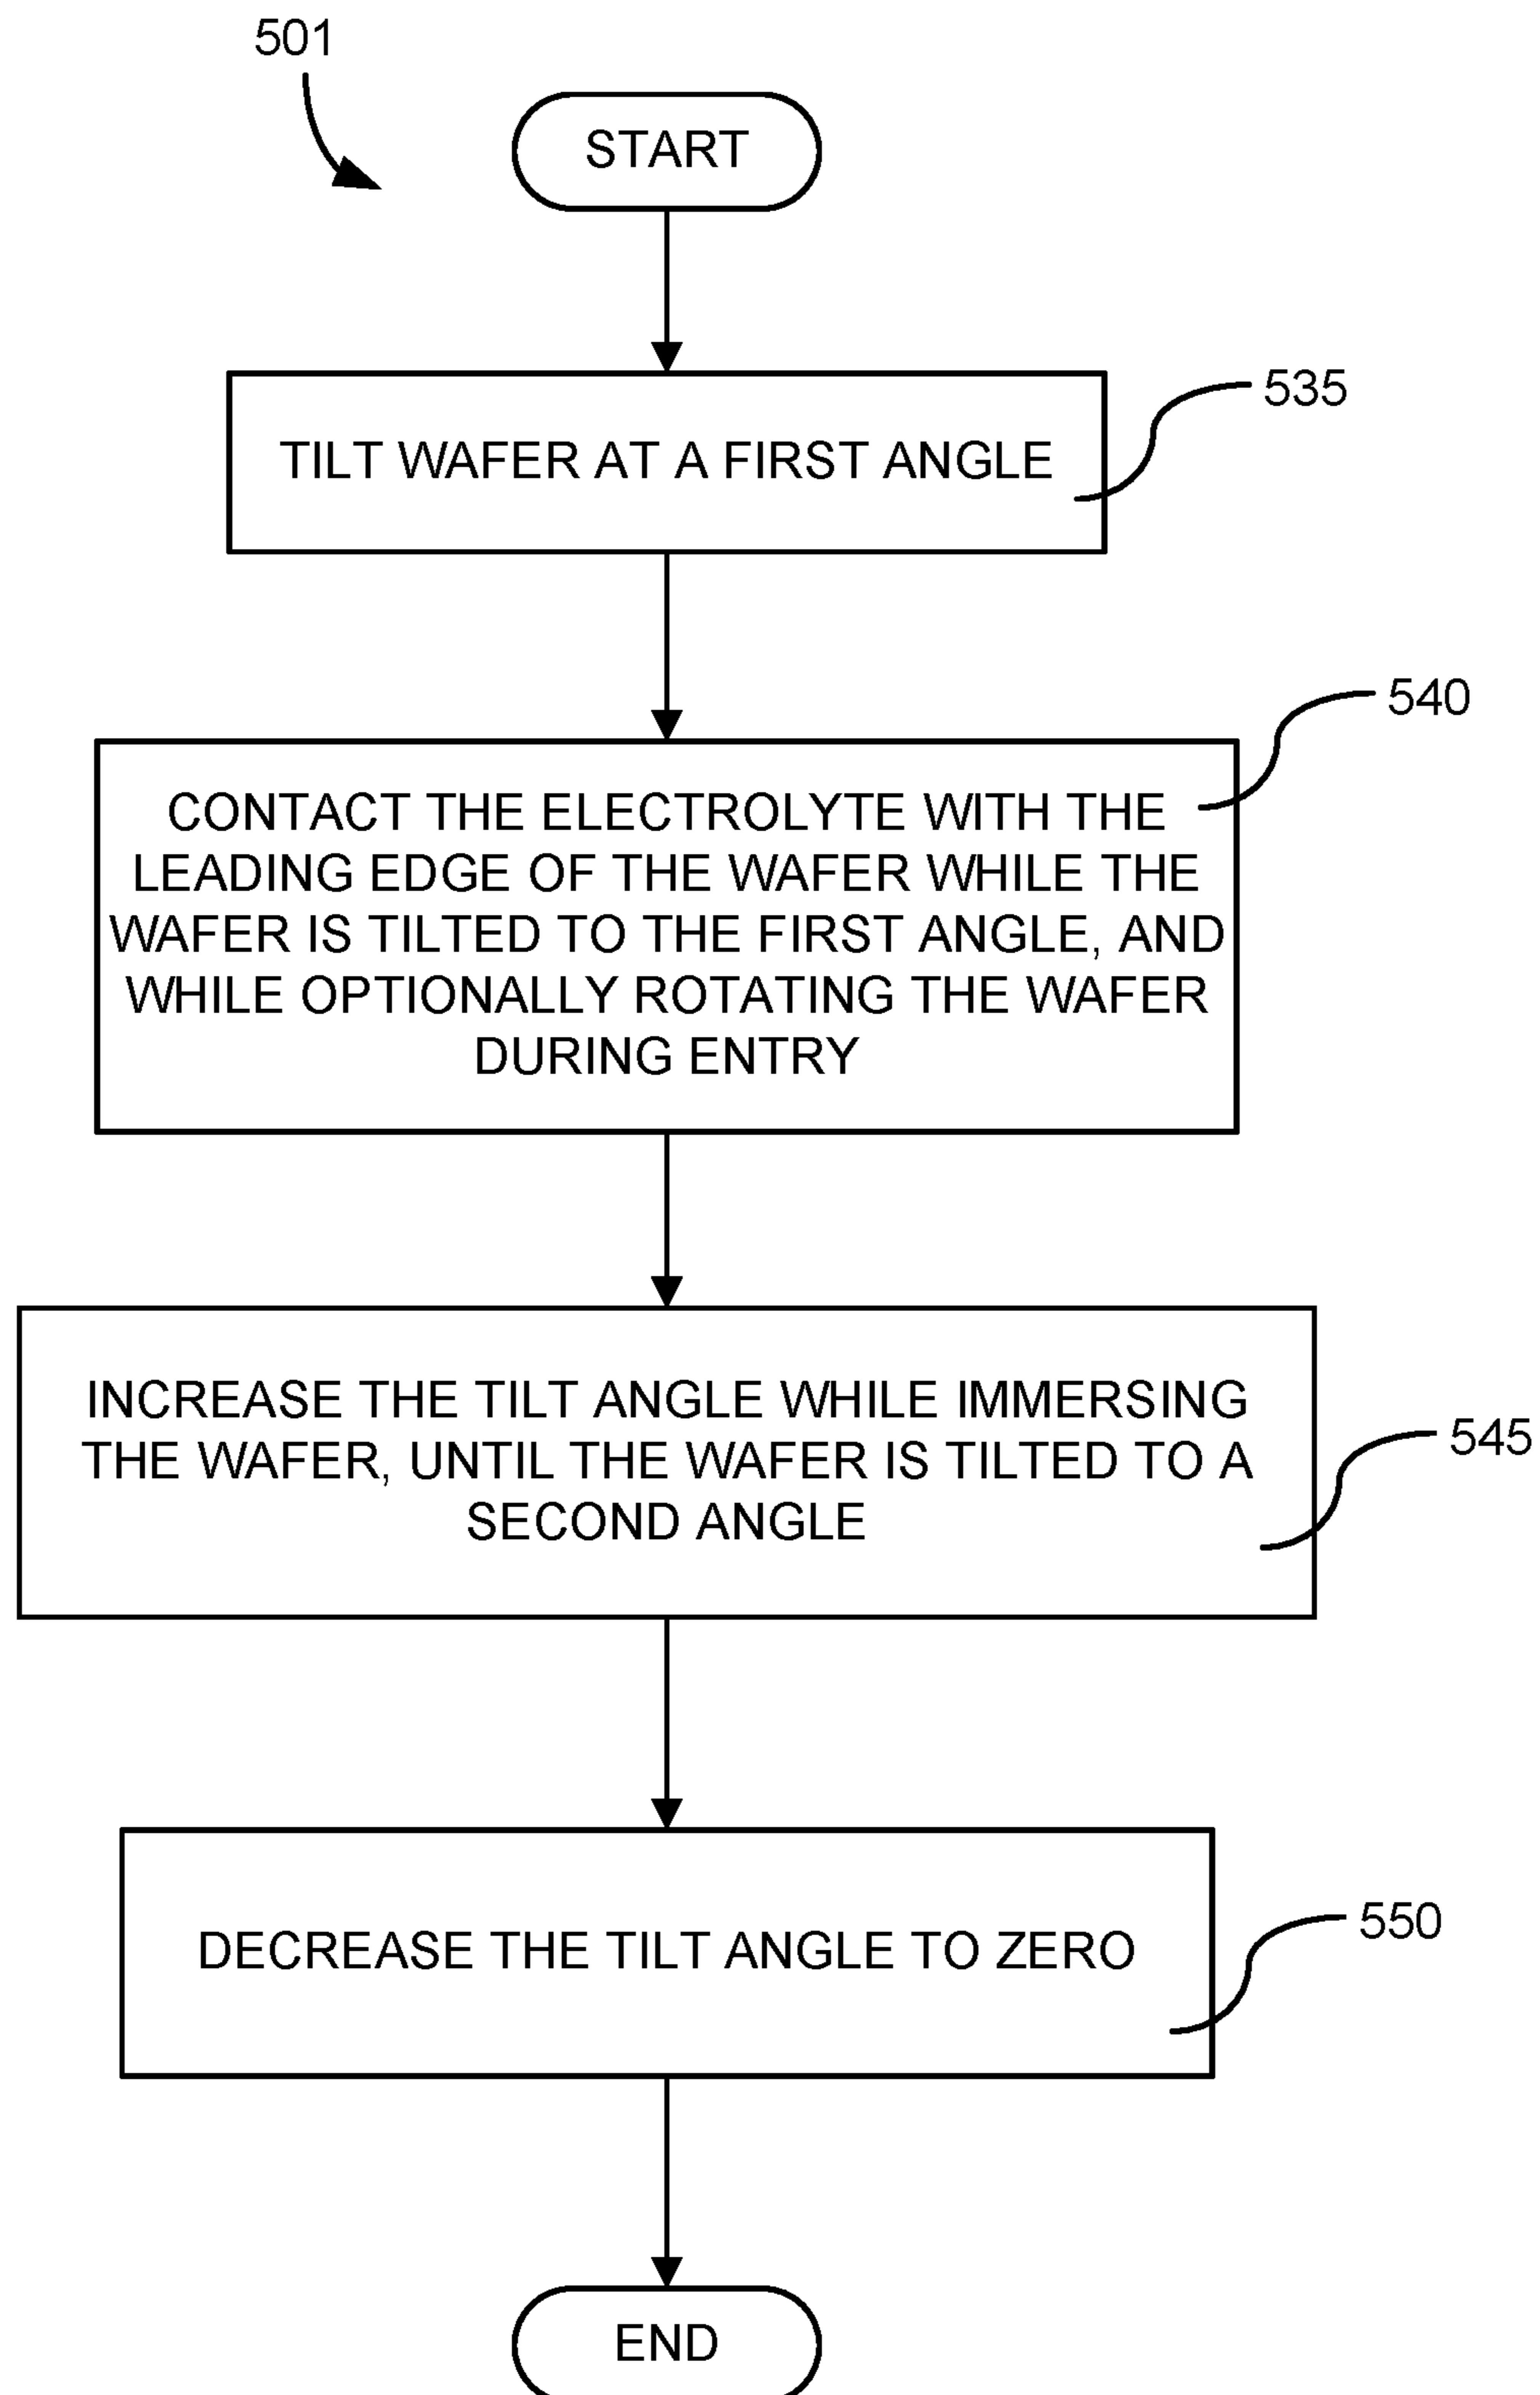 501
START
TILT WAFER AT A FIRST ANGLE
535
540
CONTACT THE ELECTROLYTE WITH THE
LEADING EDGE OF THE WAFER WHILE THE
WAFER IS TILTED TO THE FIRST ANGLE, AND
WHILE OPTIONALLY ROTATING THE WAFER
DURING ENTRY
INCREASE THE TILT ANGLE WHILE IMMERSING
THE WAFER, UNTIL THE WAFER IS TILTED TO A
SECOND ANGLE
545
DECREASE THE TILT ANGLE TO ZERO
550
END